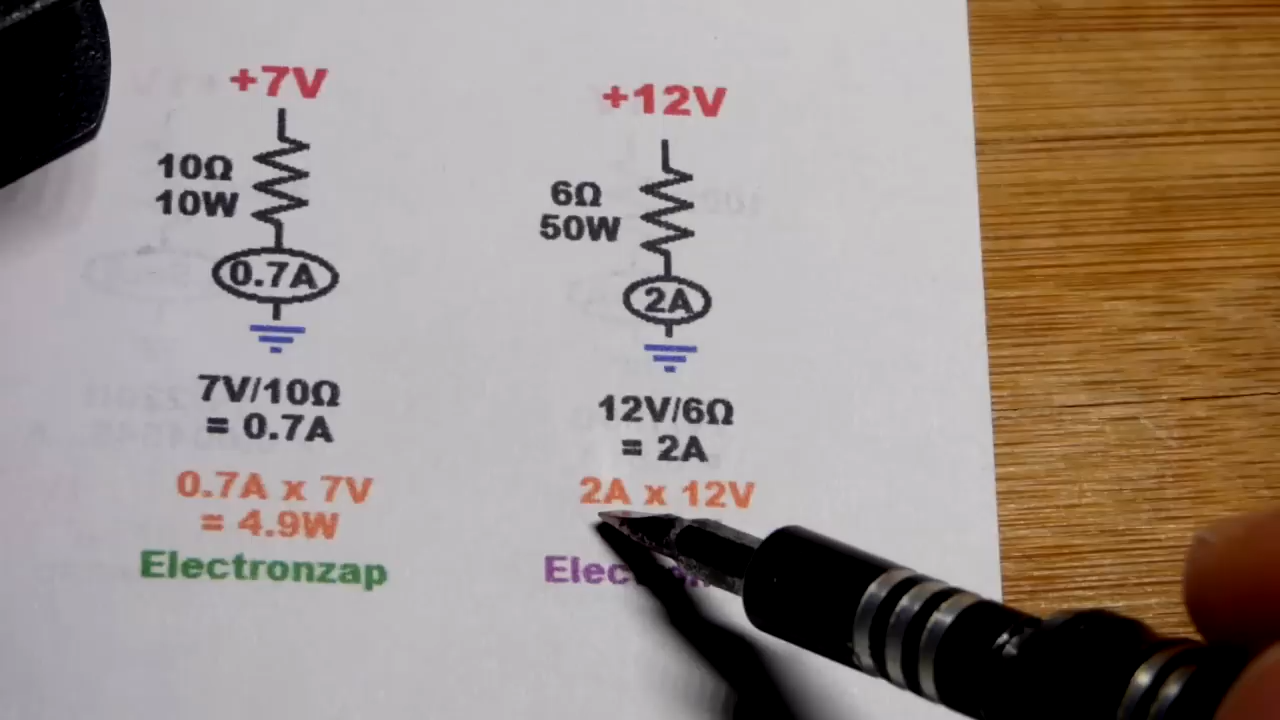 +7V
10Ω
10W
0.7A
7V/10Ω
= 0.7A
0.7A x 7V
= 4.9W
Electronzap
+12V
6Ω
50W
2A
12V/6Ω
= 2A
2A x 12V